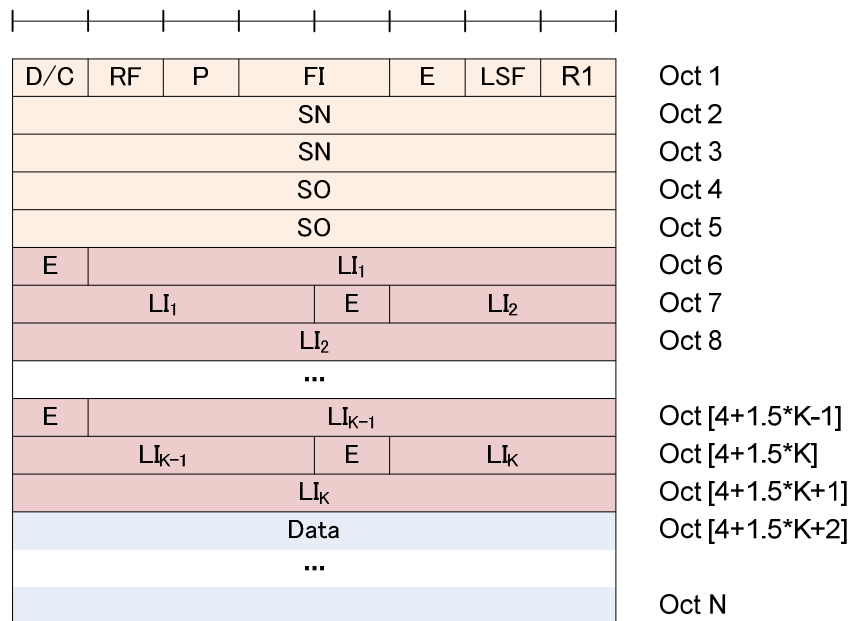 D/C RF P FI E LSF R1 Oct 1
SN Oct 2
SN Oct 3
SO Oct 4
SO Oct 5
E LI₁ Oct 6
LI₁ E LI₂ Oct 7
LI₂ Oct 8
...
E LIK-1 Oct [4+1.5*K-1]
LIK-1 E LIK Oct [4+1.5*K]
LIK Oct [4+1.5*K+1]
Data Oct [4+1.5*K+2]
...
Oct N